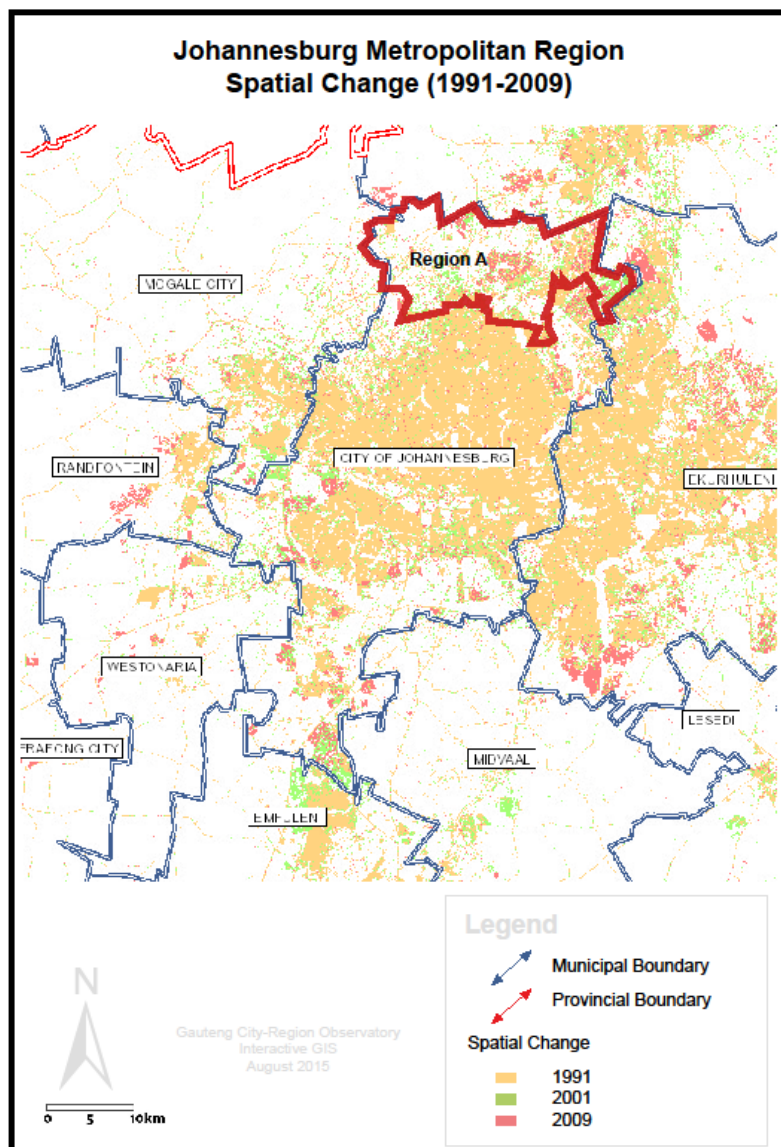 Johannesburg Metropolitan Region
Spatial Change (1991-2009)
Region A
MOGALE CITY
CITY OF JOHANNESBURG
RANDFONTEIN
EKURHULENI
WESTONARIA
LESEDI
ERAFONG CITY
MIDVAAL
EMFULENI
Legend
Municipal Boundary
Provincial Boundary
Spatial Change
1991
2001
2009
N
Gauteng City-Region Observatory
Interactive GIS
August 2015
0 5 10km